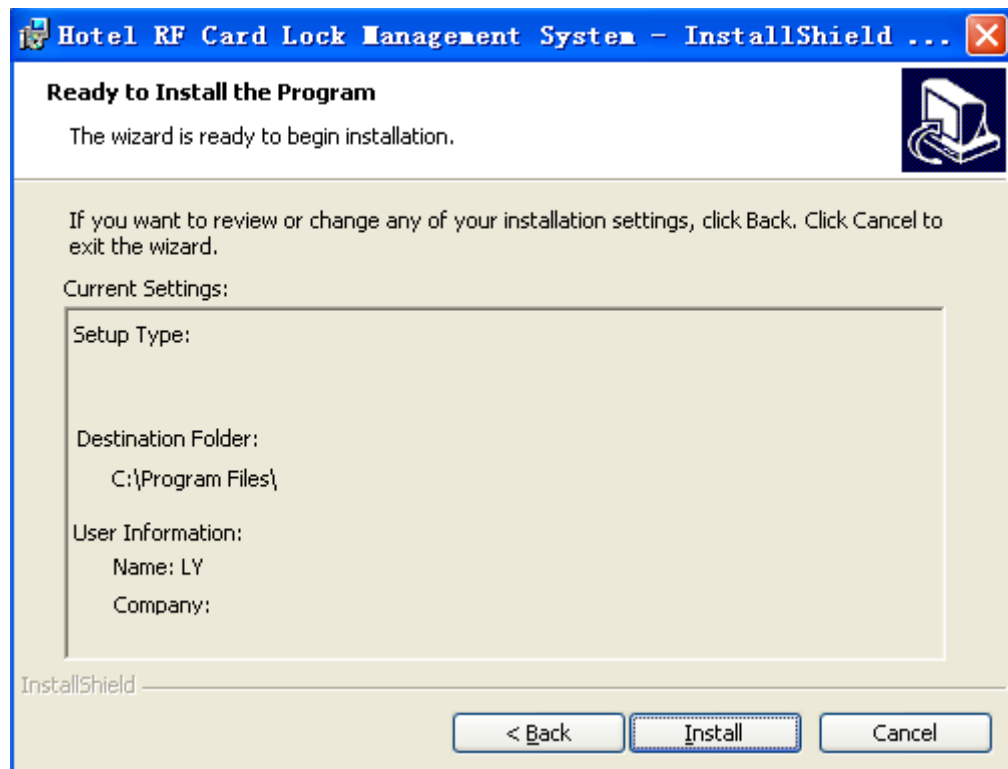 Hotel RF Card Lock Management System - InstallShield ...
Ready to Install the Program
The wizard is ready to begin installation.
If you want to review or change any of your installation settings, click Back. Click Cancel to
exit the wizard.
Current Settings:
Setup Type:
Destination Folder:
C:\Program Files\
User Information:
Name: LY
Company:
InstallShield
< Back
Install
Cancel